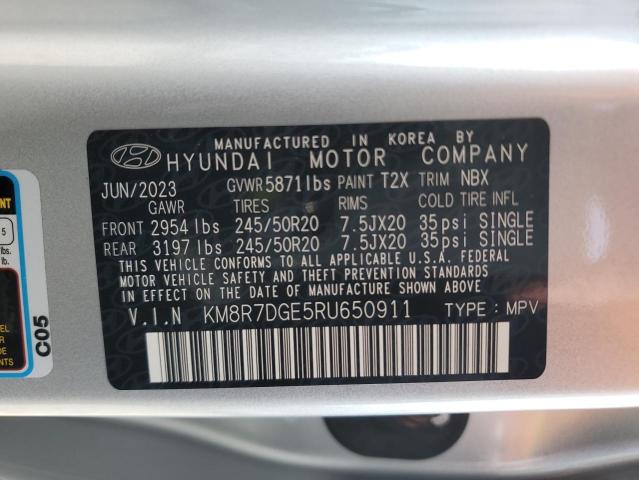 MANUFACTURED IN KOREA BY
HYUNDAI MOTOR COMPANY
JUN/2023 GVWR 5871lbs PAINT T2X TRIM NBX
GAWR TIRES RIMS COLD TIRE INFL
FRONT 2954 lbs 245/50R20 7.5JX20 35psi SINGLE
REAR 3197 lbs 245/50R20 7.5JX20 35psi SINGLE
THIS VEHICLE CONFORMS TO ALL APPLICABLE U.S.A. FEDERAL
MOTOR VEHICLE SAFETY AND THEFT PREVENTION STANDARDS
IN EFFECT ON THE DATE OF MANUFACTURE SHOWN ABOVE.
V.I.N KM8R7DGE5RU650911 TYPE : MPV
5
lbs.
lb.
C05